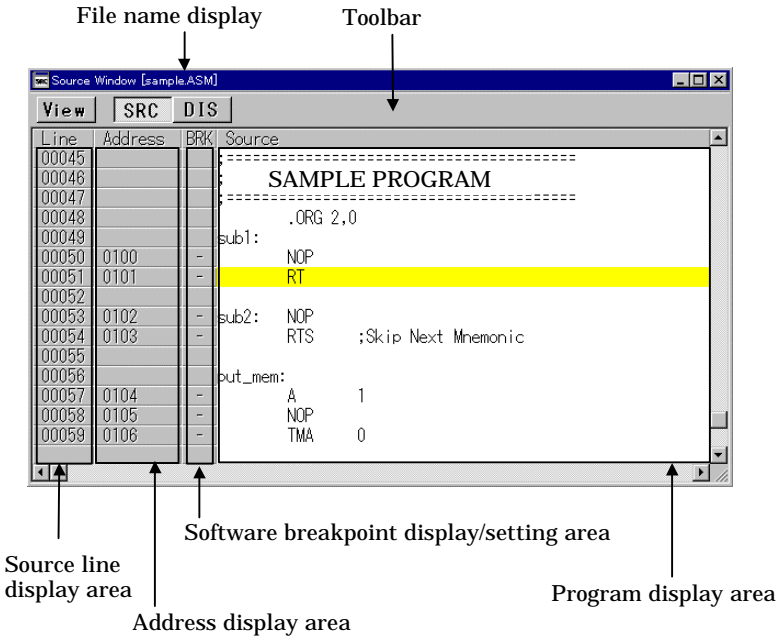 File name display
Toolbar
SRC Source Window [sample.ASM]
View SRC DIS
Line Address BRK Source
00045 ;=======================================
00046 ; SAMPLE PROGRAM
00047 ;=======================================
00048 .ORG 2,0
00049 sub1:
00050 0100 - NOP
00051 0101 - RT
00052
00053 0102 - sub2: NOP
00054 0103 - RTS ;Skip Next Mnemonic
00055
00056 out_mem:
00057 0104 - A 1
00058 0105 - NOP
00059 0106 - TMA 0
Software breakpoint display/setting area
Source line
display area
Program display area
Address display area